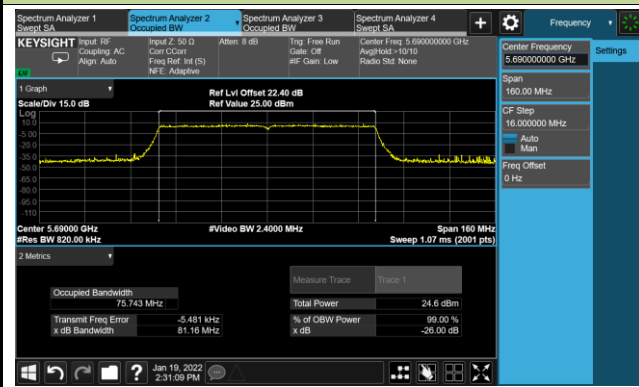 Spectrum Analyzer 1
Swept SA
Spectrum Analyzer 2
Occupied BW
Spectrum Analyzer 3
Occupied BW
Spectrum Analyzer 4
Swept SA
+
Frequency
KEYSIGHT
Input: RF
Coupling: AC
Align: Auto
Input Z: 50 Ω
Corr CCorr
Freq Ref: Int (S)
NFE: Adaptive
Atten: 8 dB
Trig: Free Run
Gate: Off
#IF Gain: Low
Center Freq: 5.690000000 GHz
Avg|Hold:>10/10
Radio Std: None
LW
Center Frequency
5.690000000 GHz
Settings
Span
160.00 MHz
CF Step
16.000000 MHz
Auto
Man
Freq Offset
0 Hz
1 Graph
Scale/Div 15.0 dB
Ref Lvl Offset 22.40 dB
Ref Value 25.00 dBm
Log
10.0
-5.00
-20.0
-35.0
-50.0
-65.0
-80.0
-95.0
-110
Center 5.69000 GHz
#Res BW 820.00 kHz
#Video BW 2.4000 MHz
Span 160 MHz
Sweep 1.07 ms (2001 pts)
2 Metrics
Measure Trace
Trace 1
Occupied Bandwidth
75.743 MHz
Total Power
24.6 dBm
Transmit Freq Error
-5.481 kHz
% of OBW Power
99.00 %
x dB Bandwidth
81.16 MHz
x dB
-26.00 dB
?
Jan 19, 2022
2:31:09 PM